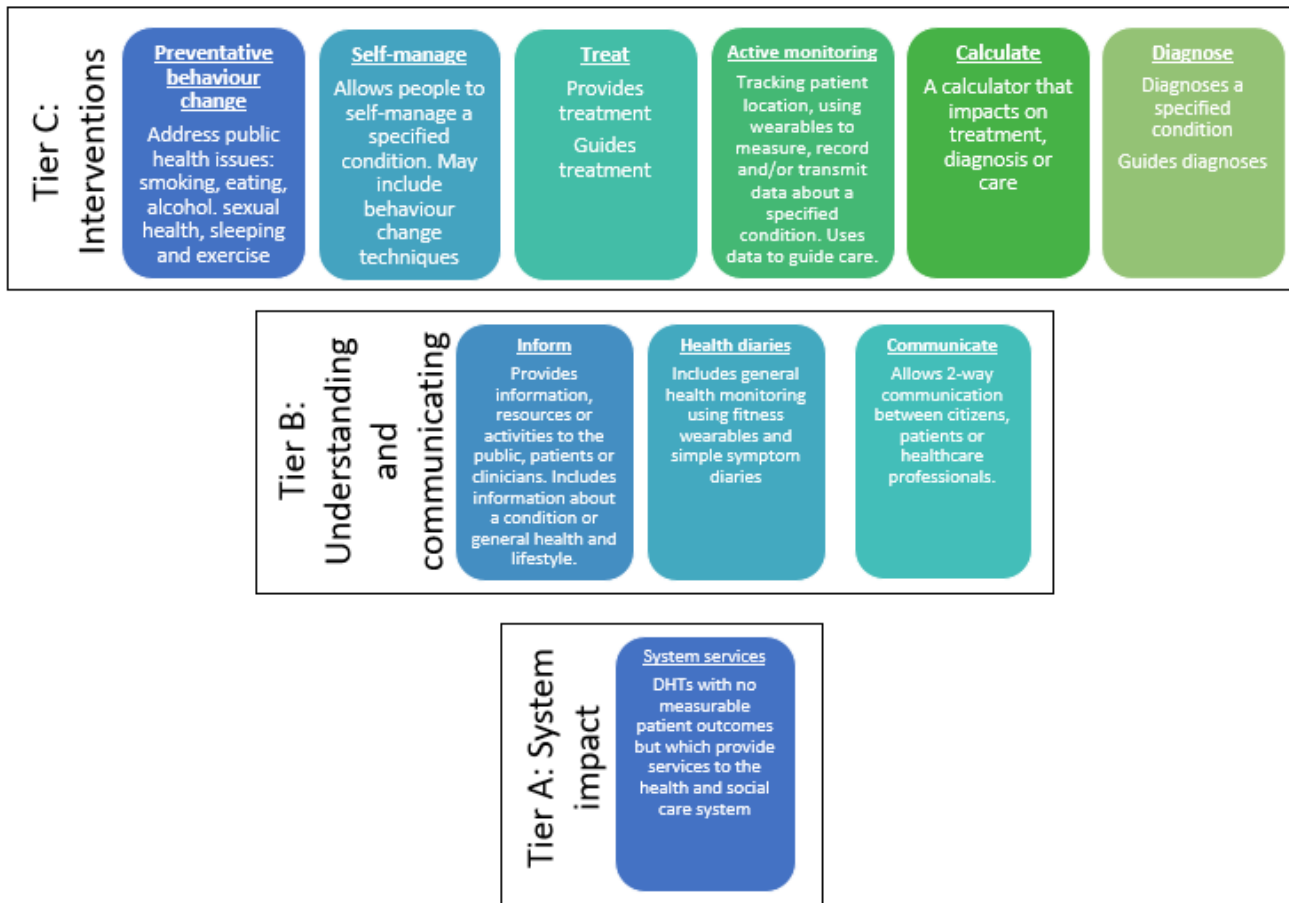 Tier C:
Interventions
Preventative
behaviour
change
Address public
health issues:
smoking, eating,
alcohol. sexual
health, sleeping
and exercise
Self-manage
Allows people to
self-manage a
specified
condition. May
include
behaviour
change
techniques
Treat
Provides
treatment
Guides
treatment
Active monitoring
Tracking patient
location, using
wearables to
measure, record
and/or transmit
data about a
specified
condition. Uses
data to guide care.
Calculate
A calculator that
impacts on
treatment,
diagnosis or
care
Diagnose
Diagnoses a
specified
condition
Guides diagnoses
Tier B:
Understanding
and
communicating
Inform
Provides
information,
resources or
activities to the
public, patients or
clinicians. Includes
information about
a condition or
general health and
lifestyle.
Health diaries
Includes general
health monitoring
using fitness
wearables and
simple symptom
diaries
Communicate
Allows 2-way
communication
between citizens,
patients or
healthcare
professionals.
Tier A: System
impact
System services
DHTs with no
measurable
patient outcomes
but which provide
services to the
health and social
care system